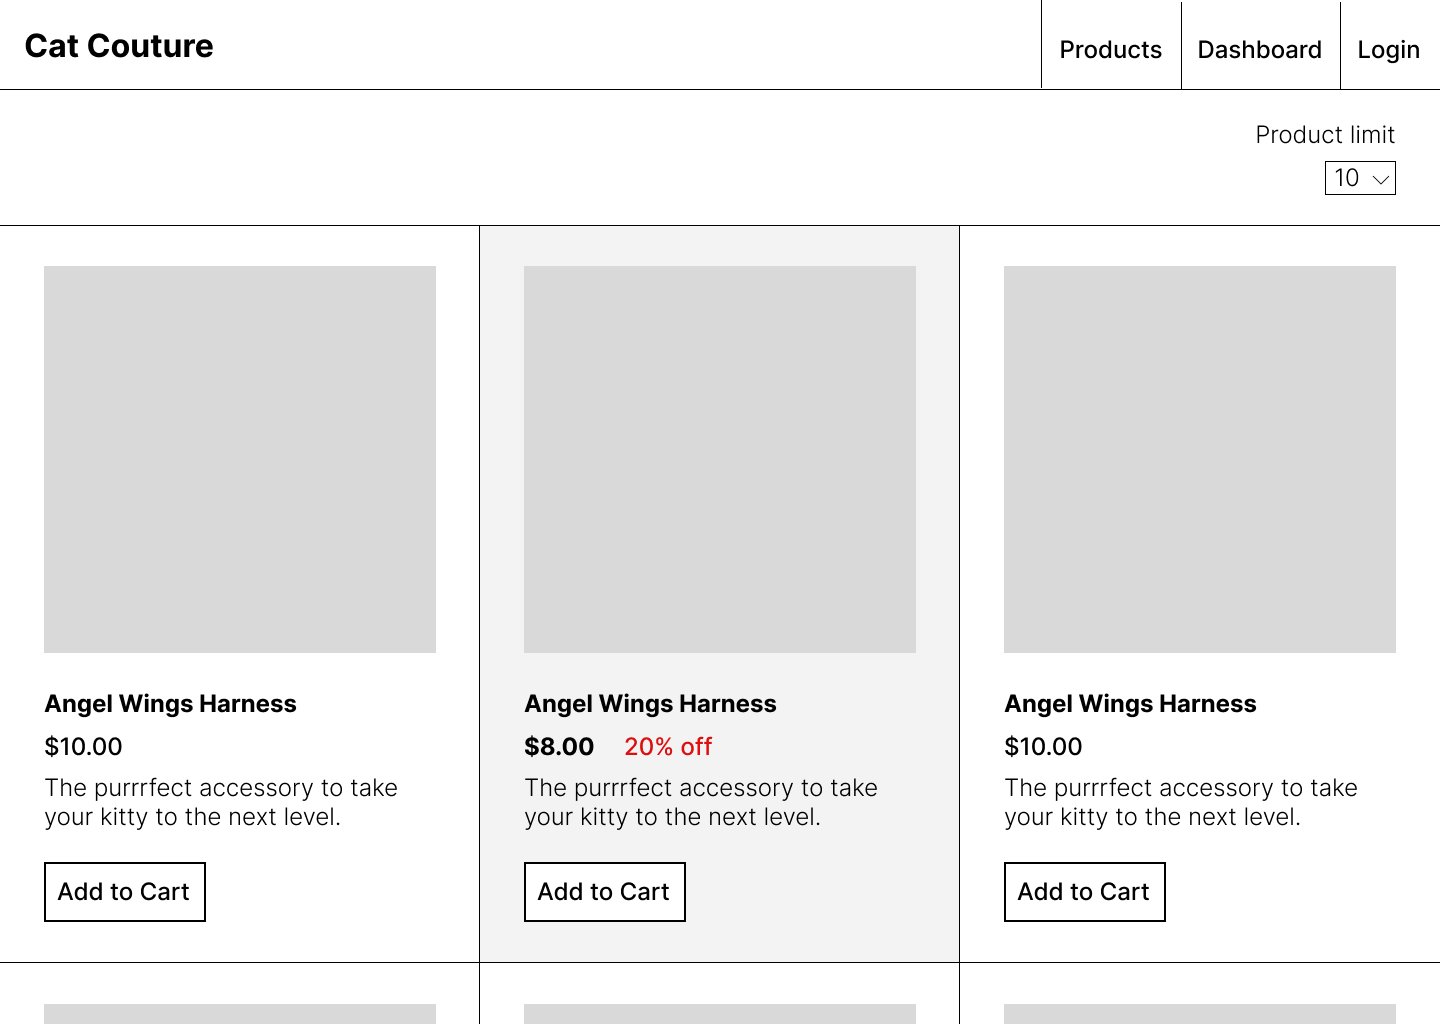 Cat Couture
Products
Dashboard
Login
Product limit
10
Angel Wings Harness
$10.00
The purrrfect accessory to take
your kitty to the next level.
Add to Cart
Angel Wings Harness
$8.00 20% off
The purrrfect accessory to take
your kitty to the next level.
Add to Cart
Angel Wings Harness
$10.00
The purrrfect accessory to take
your kitty to the next level.
Add to Cart